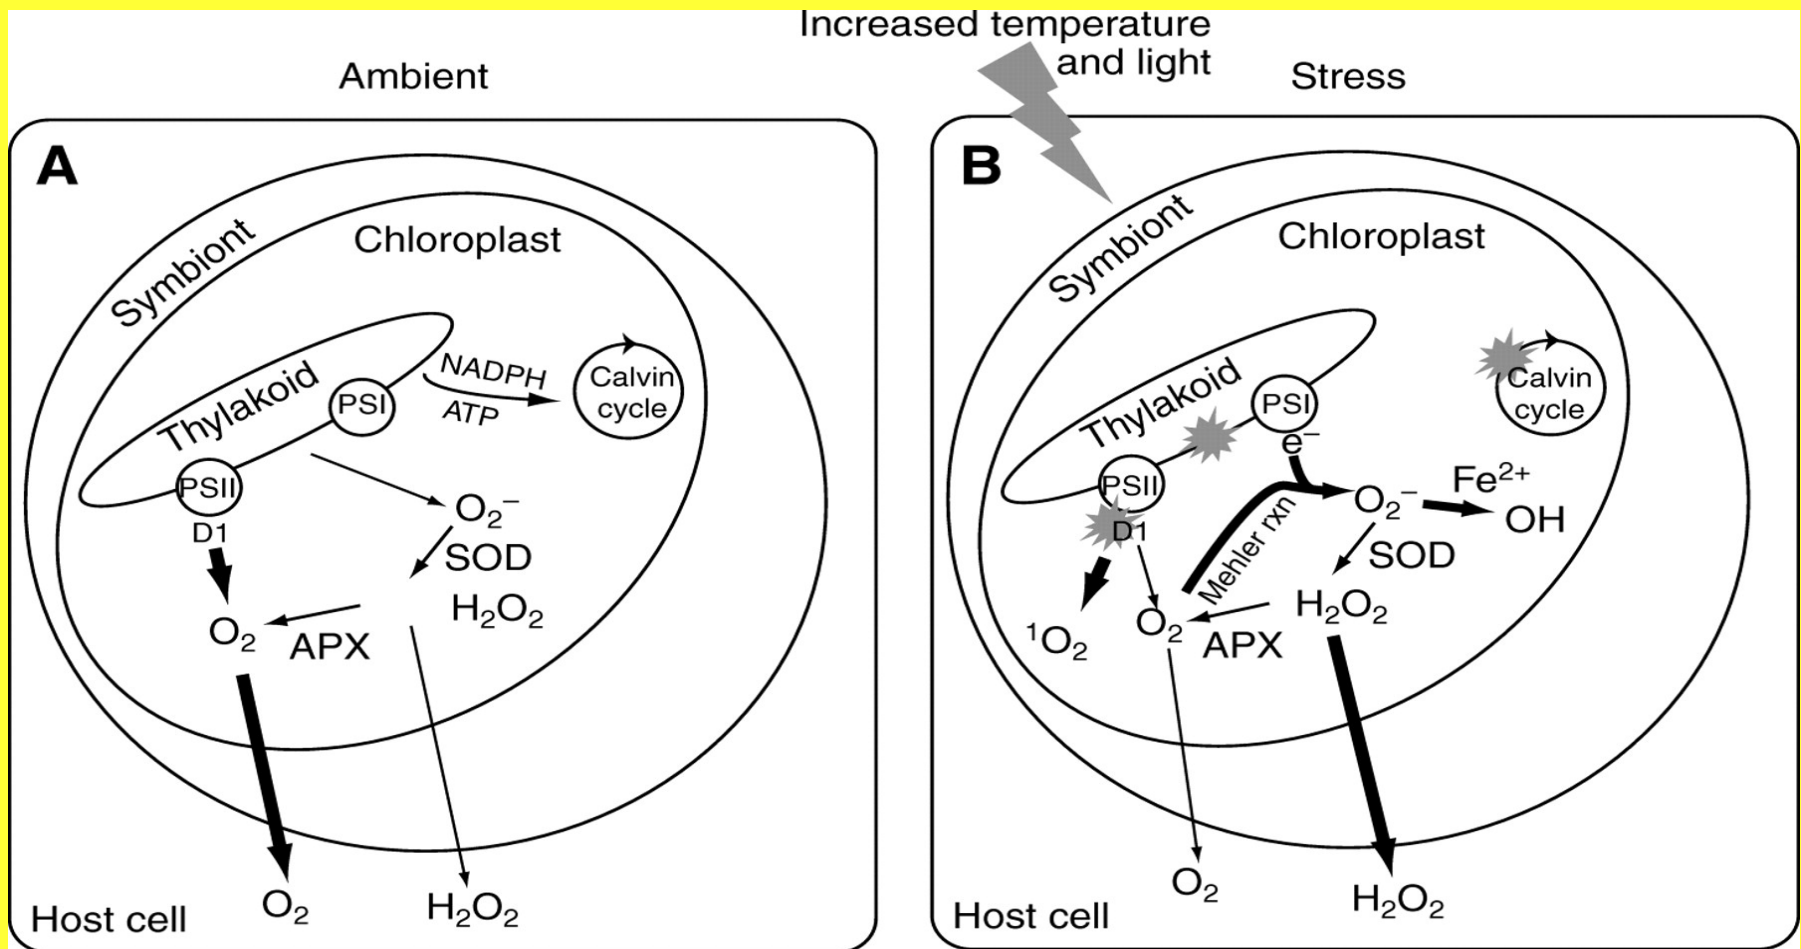 Increased temperature
and light
Ambient
Stress
A
Symbiont
Chloroplast
Thylakoid
PSI
PSII
D1
NADPH
ATP
Calvin
cycle
O₂⁻
SOD
H₂O₂
APX
O₂
O₂
H₂O₂
Host cell
B
Symbiont
Chloroplast
Thylakoid
PSI
e⁻
PSII
D1
Calvin
cycle
Mehler rxn
O₂⁻
Fe²⁺
OH
SOD
H₂O₂
APX
O₂
¹O₂
O₂
H₂O₂
Host cell